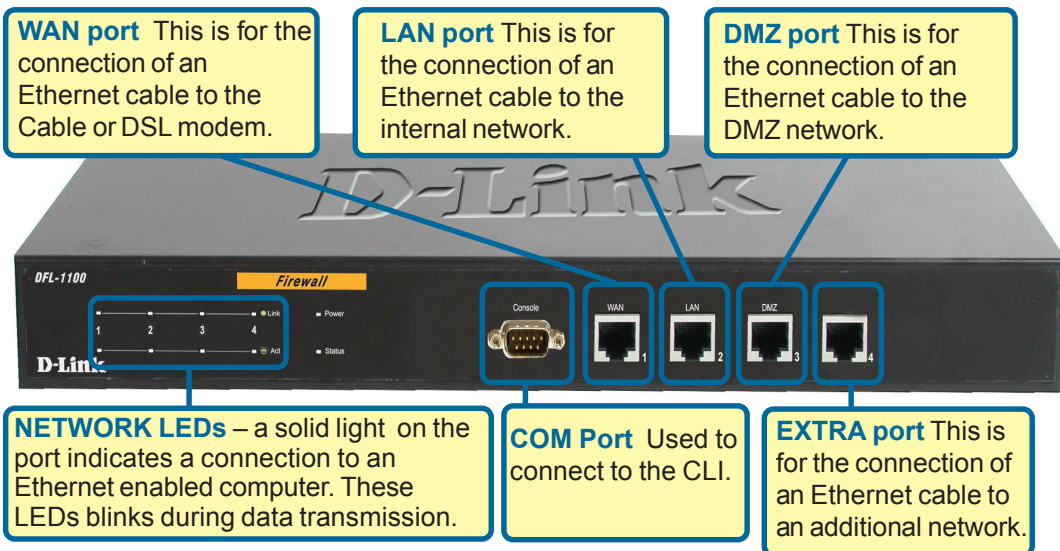 WAN port This is for the
connection of an
Ethernet cable to the
Cable or DSL modem.
LAN port This is for
the connection of an
Ethernet cable to the
internal network.
DMZ port This is for
the connection of an
Ethernet cable to the
DMZ network.
D-Link
DFL-1100
Firewall
Link
Power
1 2 3 4
Act
Status
D-Link
Console
WAN
1
LAN
2
DMZ
3
4
NETWORK LEDs – a solid light on the
port indicates a connection to an
Ethernet enabled computer. These
LEDs blinks during data transmission.
COM Port Used to
connect to the CLI.
EXTRA port This is
for the connection of
an Ethernet cable to
an additional network.